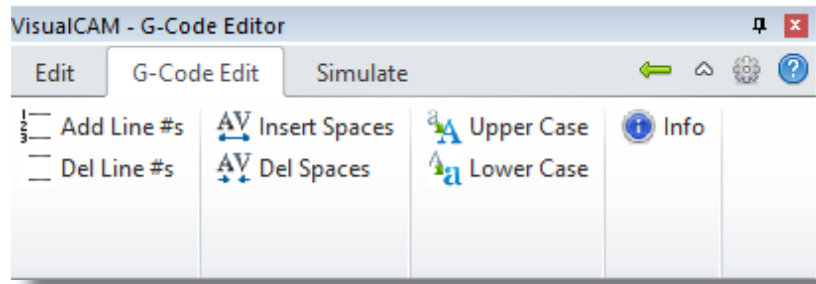 VisualCAM - G-Code Editor
Edit G-Code Edit Simulate
Add Line #s Insert Spaces Upper Case Info
Del Line #s Del Spaces Lower Case